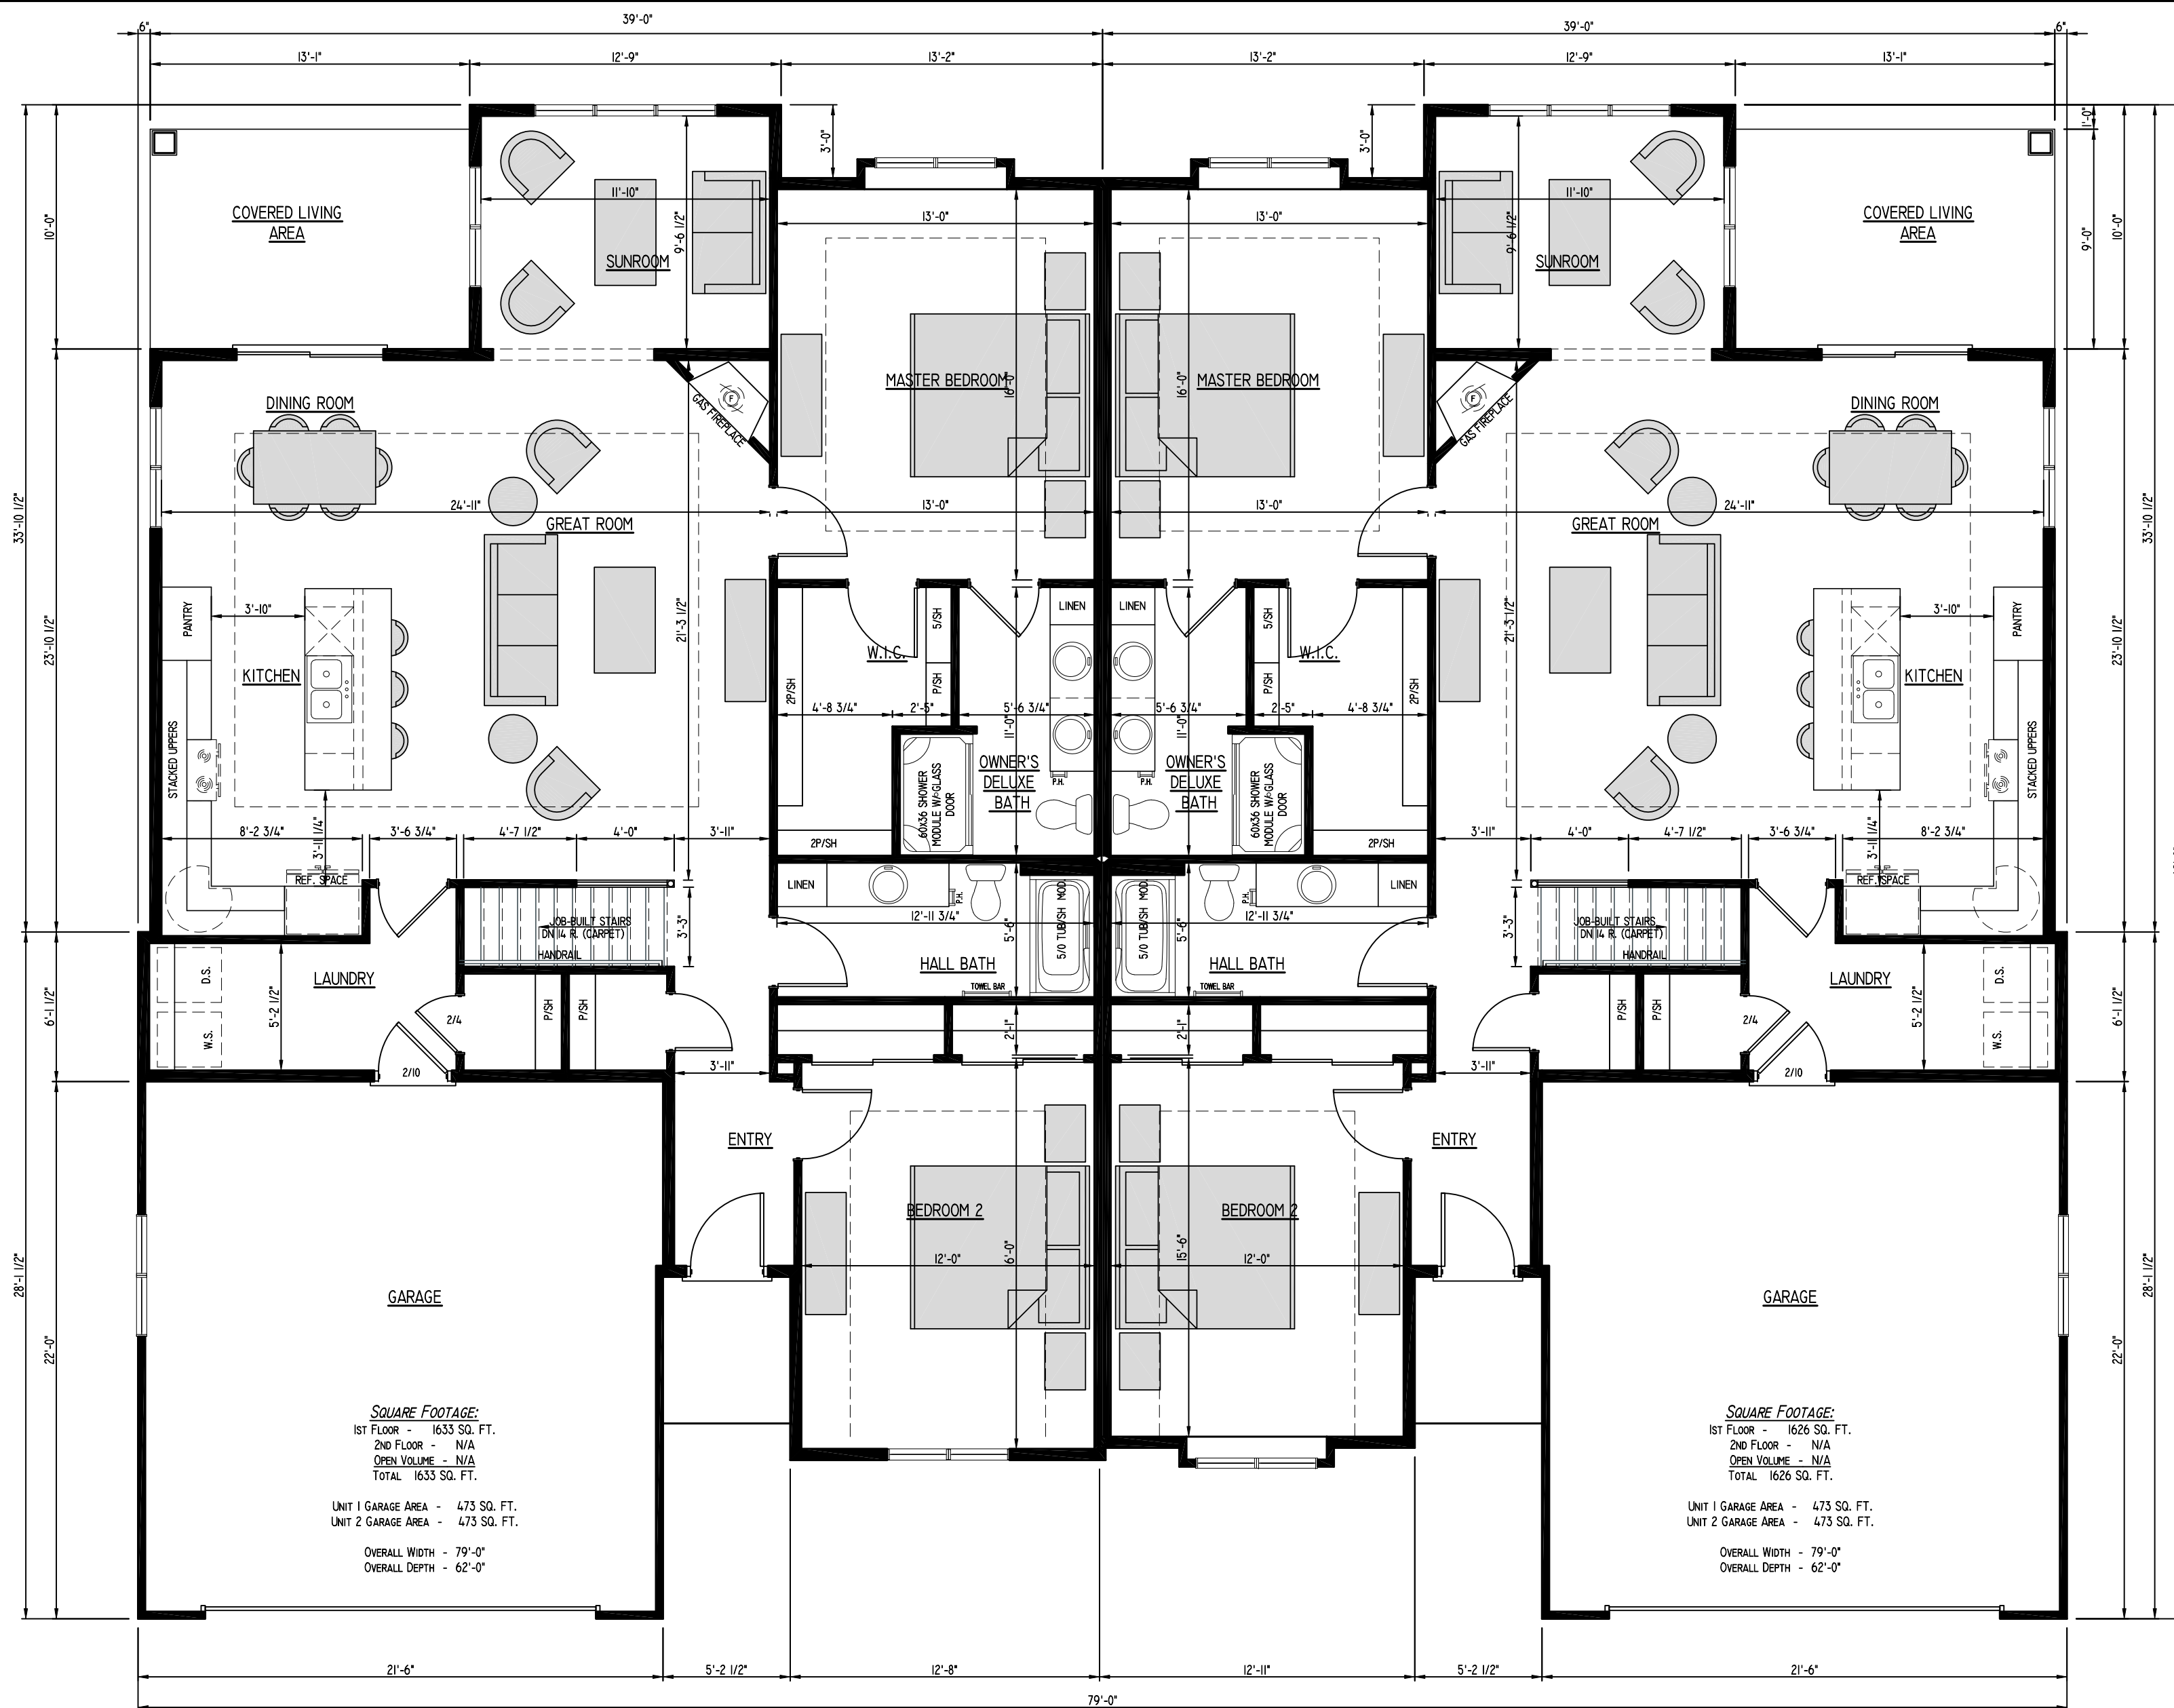 39'-0"
39'-0"
6"
6"
13'-1"
12'-9"
13'-2"
13'-2"
12'-9"
13'-1"
3'-0"
3'-0"
1'-0"
COVERED LIVING
AREA
11'-10"
9'-6 1/2"
SUNROOM
13'-0"
13'-0"
11'-10"
9'-6 1/2"
SUNROOM
COVERED LIVING
AREA
10'-0"
9'-0"
10'-0"
MASTER BEDROOM
16'-0"
16'-0"
MASTER BEDROOM
DINING ROOM
GAS FIREPLACE
F
F
GAS FIREPLACE
DINING ROOM
33'-10 1/2"
24'-11"
13'-0"
13'-0"
24'-11"
33'-10 1/2"
GREAT ROOM
GREAT ROOM
23'-10 1/2"
PANTRY
3'-10"
21'-3 1/2"
LINEN
LINEN
21'-3 1/2"
3'-10"
PANTRY
23'-10 1/2"
5/SH
5/SH
W.I.C.
W.I.C.
KITCHEN
KITCHEN
2P/SH
P/SH
P/SH
2P/SH
4'-8 3/4"
2'-5"
5'-6 3/4"
11'-0"
5'-6 3/4"
11'-0"
2'-5"
4'-8 3/4"
STACKED UPPERS
STACKED UPPERS
OWNER'S
DELUXE
BATH
OWNER'S
DELUXE
BATH
P.H.
P.H.
60X36 SHOWER
MODULE W/GLASS
DOOR
60X36 SHOWER
MODULE W/GLASS
DOOR
8'-2 3/4"
3'-11 1/4"
3'-6 3/4"
4'-7 1/2"
4'-0"
3'-11"
2P/SH
2P/SH
3'-11"
4'-0"
4'-7 1/2"
3'-6 3/4"
3'-11 1/4"
8'-2 3/4"
REF. SPACE
REF. SPACE
LINEN
P.H.
5/0 TUB/SH MOD.
5/0 TUB/SH MOD.
P.H.
LINEN
JOB-BUILT STAIRS
DN 14 R. (CARPET)
HANDRAIL
3'-3"
12'-11 3/4"
5'-6"
5'-6"
12'-11 3/4"
3'-3"
JOB-BUILT STAIRS
DN 14 R. (CARPET)
HANDRAIL
HALL BATH
HALL BATH
TOWEL BAR
TOWEL BAR
D.S.
LAUNDRY
LAUNDRY
D.S.
6'-1 1/2"
W.S.
5'-2 1/2"
2/4
P/SH
P/SH
2'-1"
2'-1"
P/SH
P/SH
2/4
5'-2 1/2"
W.S.
6'-1 1/2"
2/10
3'-11"
3'-11"
2/10
ENTRY
ENTRY
BEDROOM 2
BEDROOM 2
12'-0"
6'-0"
15'-6"
12'-0"
28'-1 1/2"
GARAGE
GARAGE
28'-1 1/2"
22'-0"
22'-0"
SQUARE FOOTAGE:
1ST FLOOR - 1633 SQ. FT.
2ND FLOOR - N/A
OPEN VOLUME - N/A
TOTAL 1633 SQ. FT.
UNIT 1 GARAGE AREA - 473 SQ. FT.
UNIT 2 GARAGE AREA - 473 SQ. FT.
OVERALL WIDTH - 79'-0"
OVERALL DEPTH - 62'-0"
SQUARE FOOTAGE:
1ST FLOOR - 1626 SQ. FT.
2ND FLOOR - N/A
OPEN VOLUME - N/A
TOTAL 1626 SQ. FT.
UNIT 1 GARAGE AREA - 473 SQ. FT.
UNIT 2 GARAGE AREA - 473 SQ. FT.
OVERALL WIDTH - 79'-0"
OVERALL DEPTH - 62'-0"
21'-6"
5'-2 1/2"
12'-8"
12'-11"
5'-2 1/2"
21'-6"
79'-0"